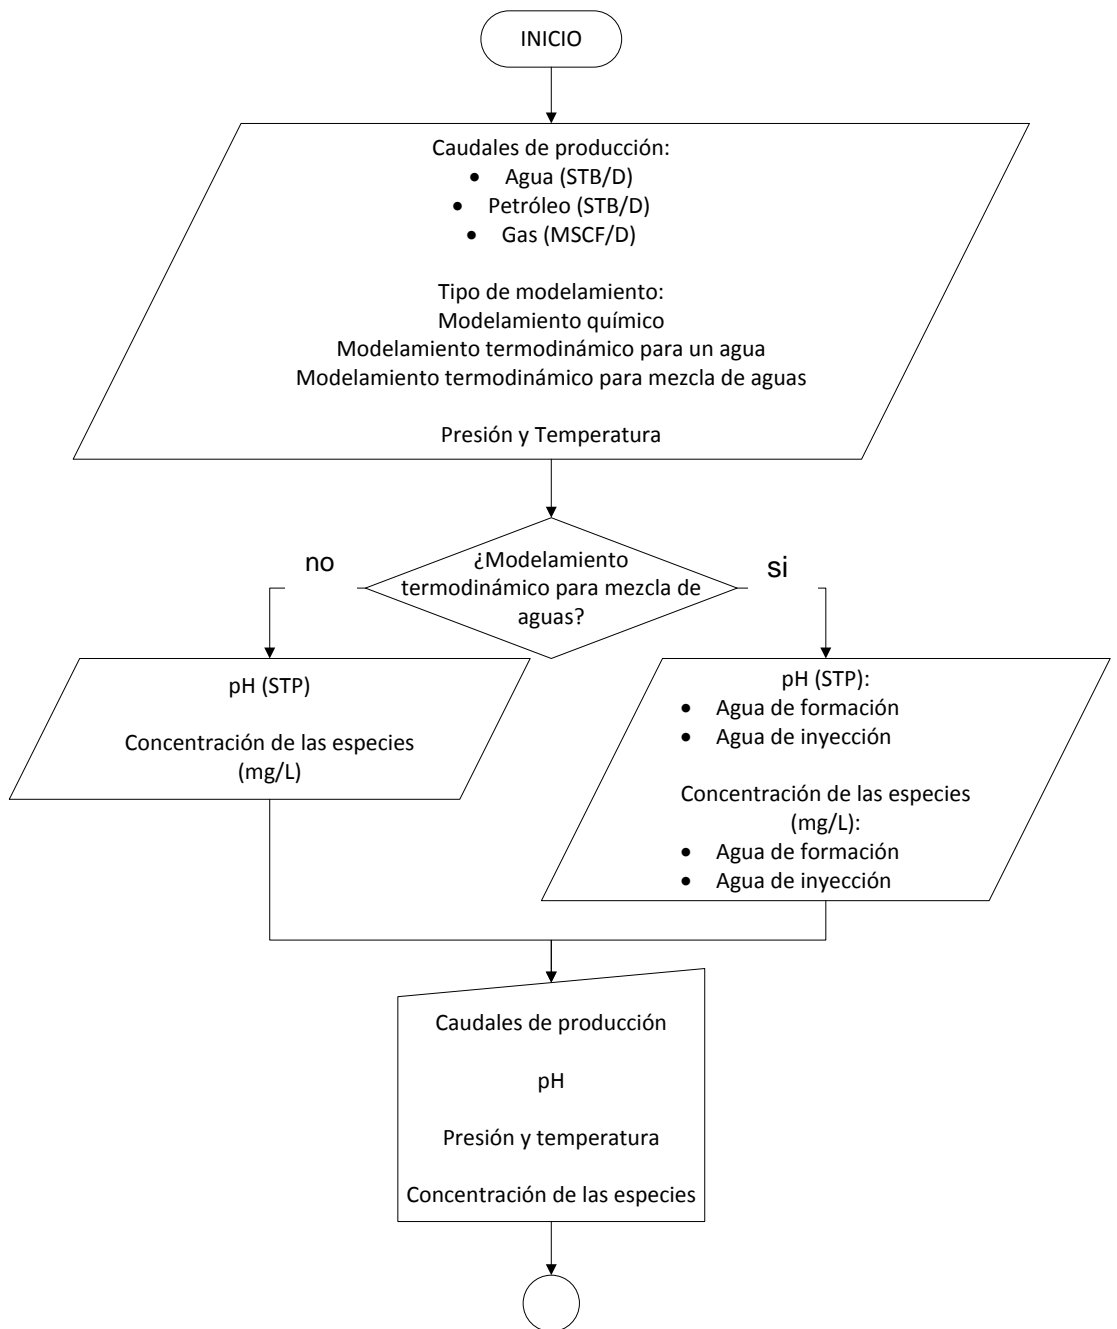 INICIO
Caudales de producción:
• Agua (STB/D)
• Petróleo (STB/D)
• Gas (MSCF/D)
Tipo de modelamiento:
Modelamiento químico
Modelamiento termodinámico para un agua
Modelamiento termodinámico para mezcla de aguas
Presión y Temperatura
¿Modelamiento
termodinámico para mezcla de
aguas?
no
si
pH (STP)
Concentración de las especies
(mg/L)
pH (STP):
• Agua de formación
• Agua de inyección
Concentración de las especies
(mg/L):
• Agua de formación
• Agua de inyección
Caudales de producción
pH
Presión y temperatura
Concentración de las especies